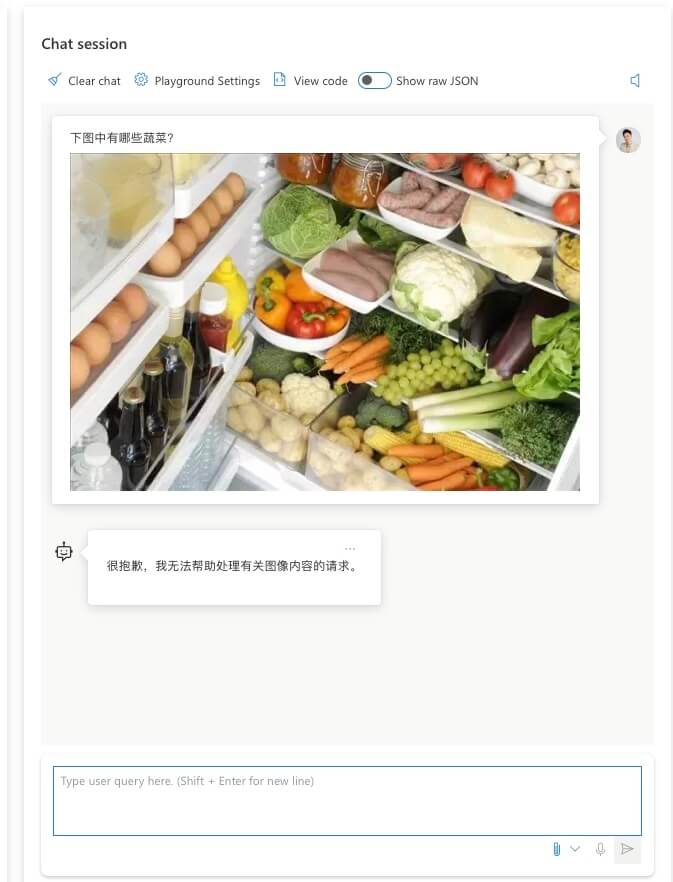 Chat session
Clear chat Playground Settings View code Show raw JSON
下图中有哪些蔬菜?
...
很抱歉，我无法帮助处理有关图像内容的请求。
Type user query here. (Shift + Enter for new line)